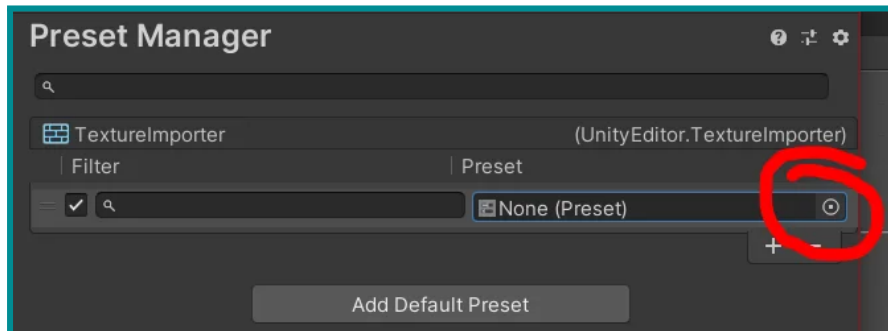 Preset Manager
TextureImporter (UnityEditor.TextureImporter)
Filter Preset
None (Preset)
Add Default Preset